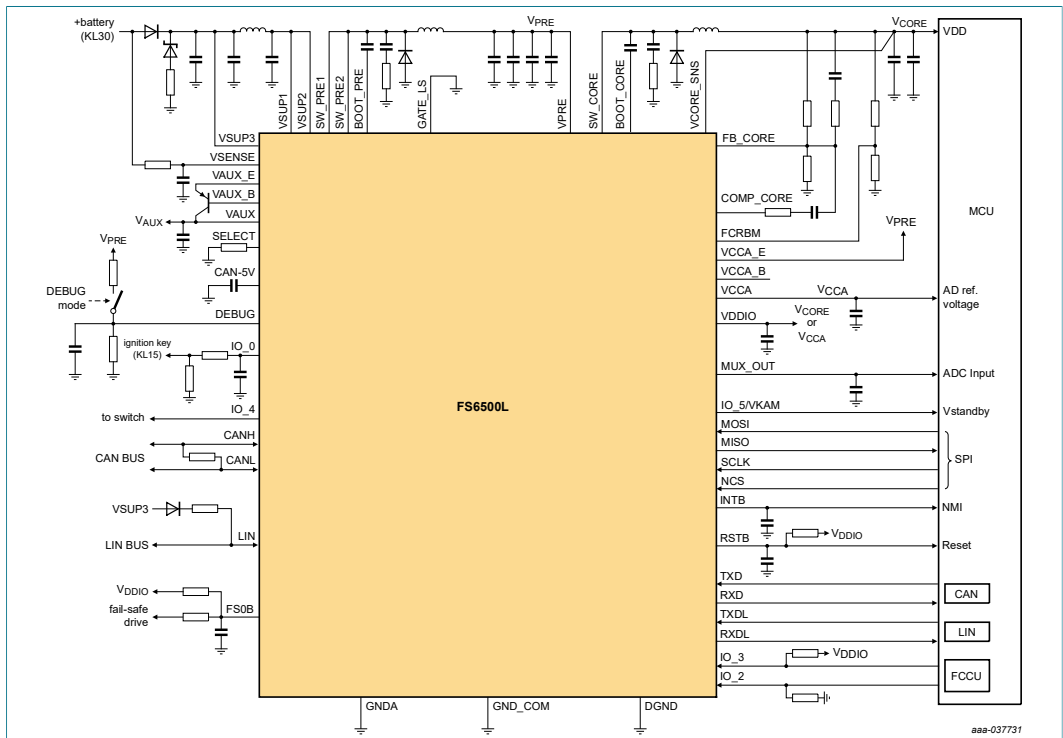 +battery
(KL30)
VPRE
VCORE
VDD
VSUP1
VSUP2
SW_PRE1
SW_PRE2
BOOT_PRE
GATE_LS
VPRE
SW_CORE
BOOT_CORE
VCORE_SNS
VSUP3
VSENSE
VAUX_E
VAUX_B
VAUX
VAUX
SELECT
VPRE
CAN-5V
DEBUG
mode
DEBUG
ignition key
(KL15)
IO_0
to switch
IO_4
CANH
CAN BUS
CANL
VSUP3
LIN
LIN BUS
VDDIO
fail-safe
drive
FS0B
FS6500L
GNDA
GND_COM
DGND
FB_CORE
COMP_CORE
VPRE
FCRBM
VCCA_E
VCCA_B
VCCA
VCCA
AD ref.
voltage
VDDIO
VCORE
or
VCCA
MUX_OUT
ADC Input
IO_5/VKAM
Vstandby
MOSI
MISO
SCLK
NCS
SPI
INTB
NMI
RSTB
VDDIO
Reset
TXD
RXD
CAN
TXDL
RXDL
LIN
IO_3
VDDIO
IO_2
FCCU
MCU
aaa-037731